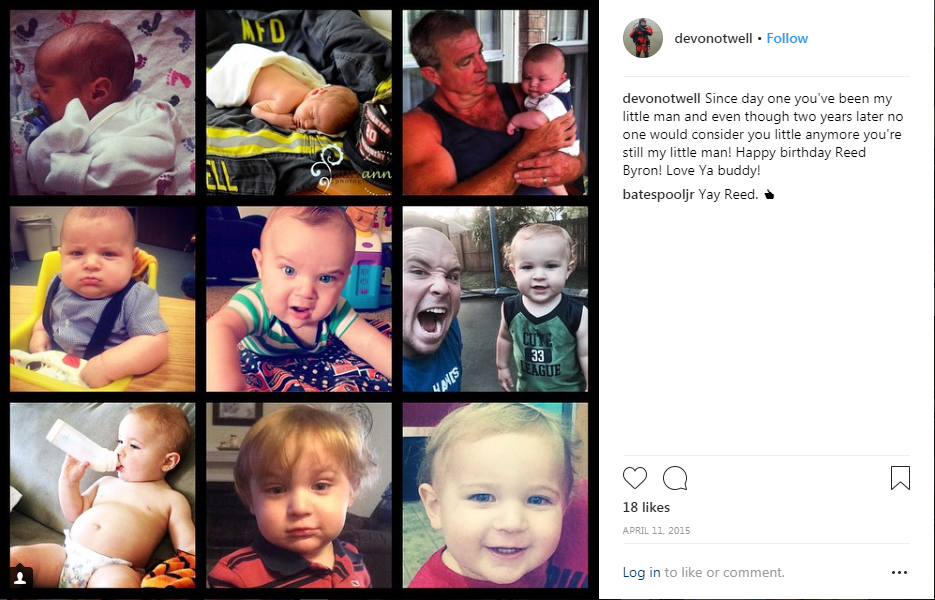 MFD
ELL
ann
CUTE
33
LEAGUE
devonotwell • Follow
devonotwell Since day one you've been my
little man and even though two years later no
one would consider you little anymore you're
still my little man! Happy birthday Reed
Byron! Love Ya buddy!
batespooljr Yay Reed.
18 likes
APRIL 11, 2015
Log in to like or comment.